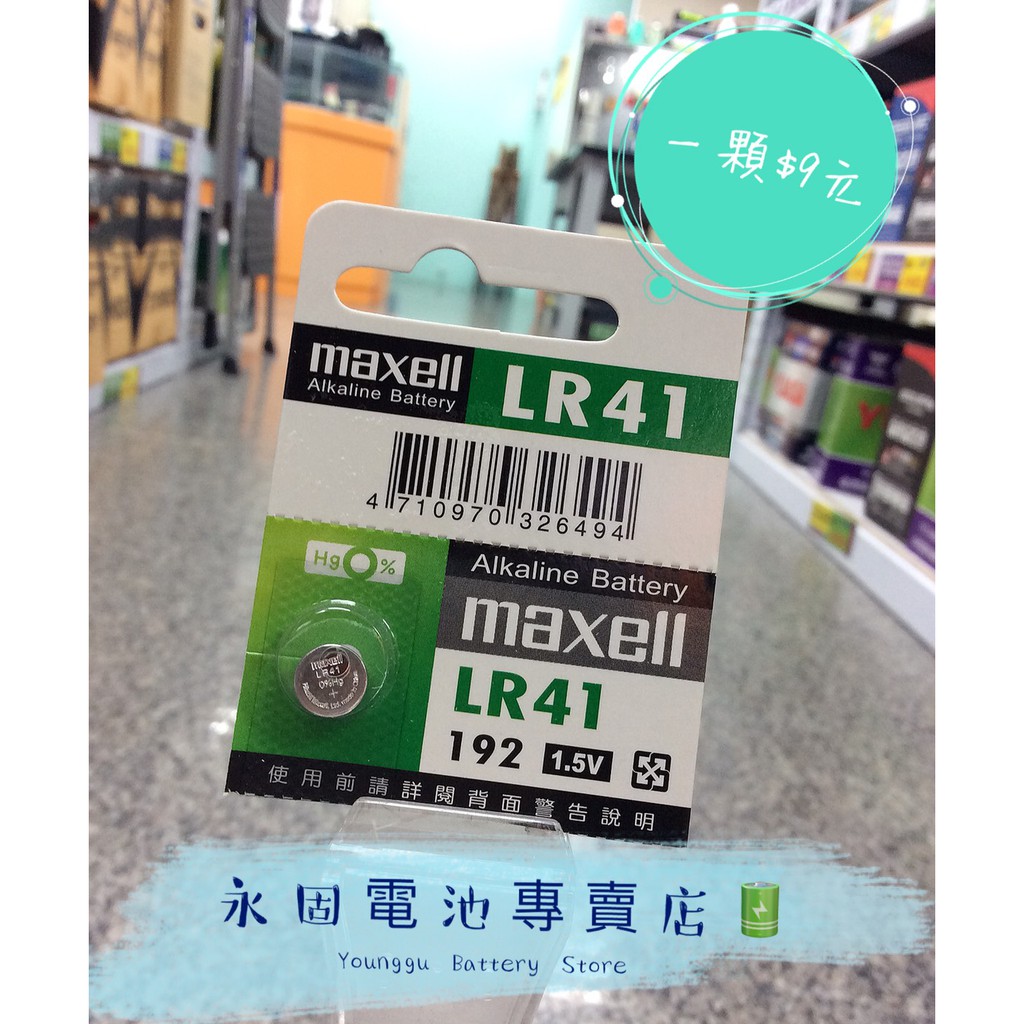 一顆$9元
maxell
Alkaline Battery
LR41
4 710970 326494
Hg0%
Alkaline Battery
maxell
LR41
192 1.5V
maxell
LR41
0%Hg
+
使用前請詳閱背面警告說明
永固電池專賣店
Younggu Battery Store